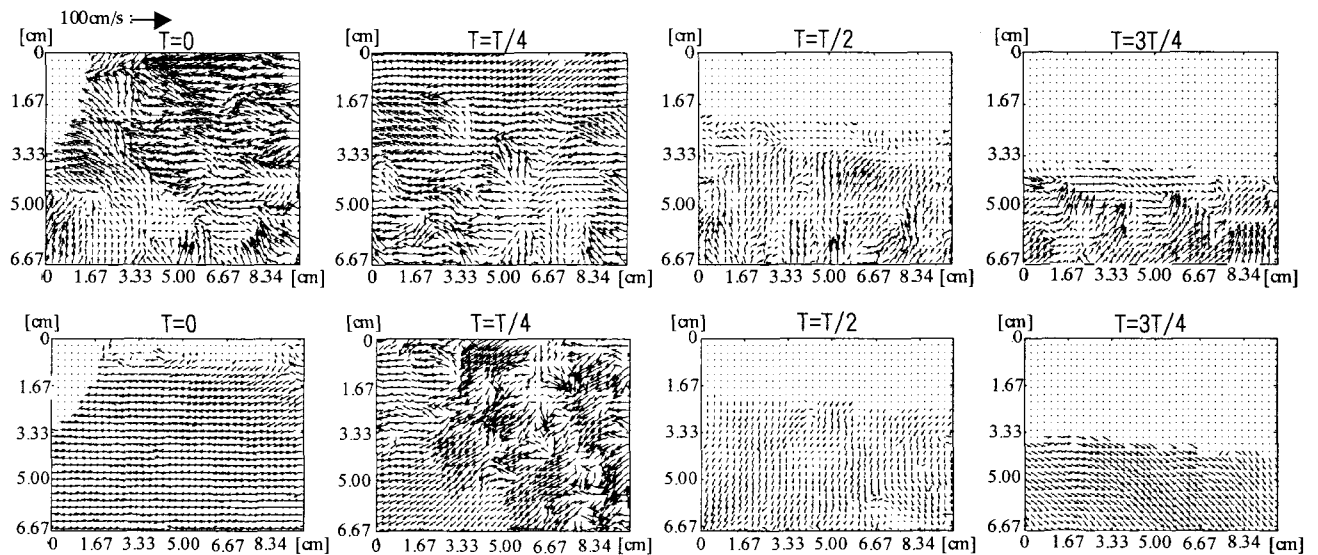 100cm/s :
[cm] T=0 T=T/4 [cm] T=T/2 [cm] T=3T/4
0 0 0 0
1.67 1.67 1.67 1.67
3.33 3.33 3.33 3.33
5.00 5.00 5.00 5.00
6.67 6.67 6.67 6.67
0 1.67 3.33 5.00 6.67 8.34 [cm] 0 1.67 3.33 5.00 6.67 8.34 [cm] 0 1.67 3.33 5.00 6.67 8.34 [cm] 0 1.67 3.33 5.00 6.67 8.34 [cm]
[cm] T=0 [cm] T=T/4 [cm] T=T/2 [cm] T=3T/4
0 0 0 0
1.67 1.67 1.67 1.67
3.33 3.33 3.33 3.33
5.00 5.00 5.00 5.00
6.67 6.67 6.67 6.67
0 1.67 3.33 5.00 6.67 8.34 [cm] 0 1.67 3.33 5.00 6.67 8.34 [cm] 0 1.67 3.33 5.00 6.67 8.34 [cm] 0 1.67 3.33 5.00 6.67 8.34 [cm]